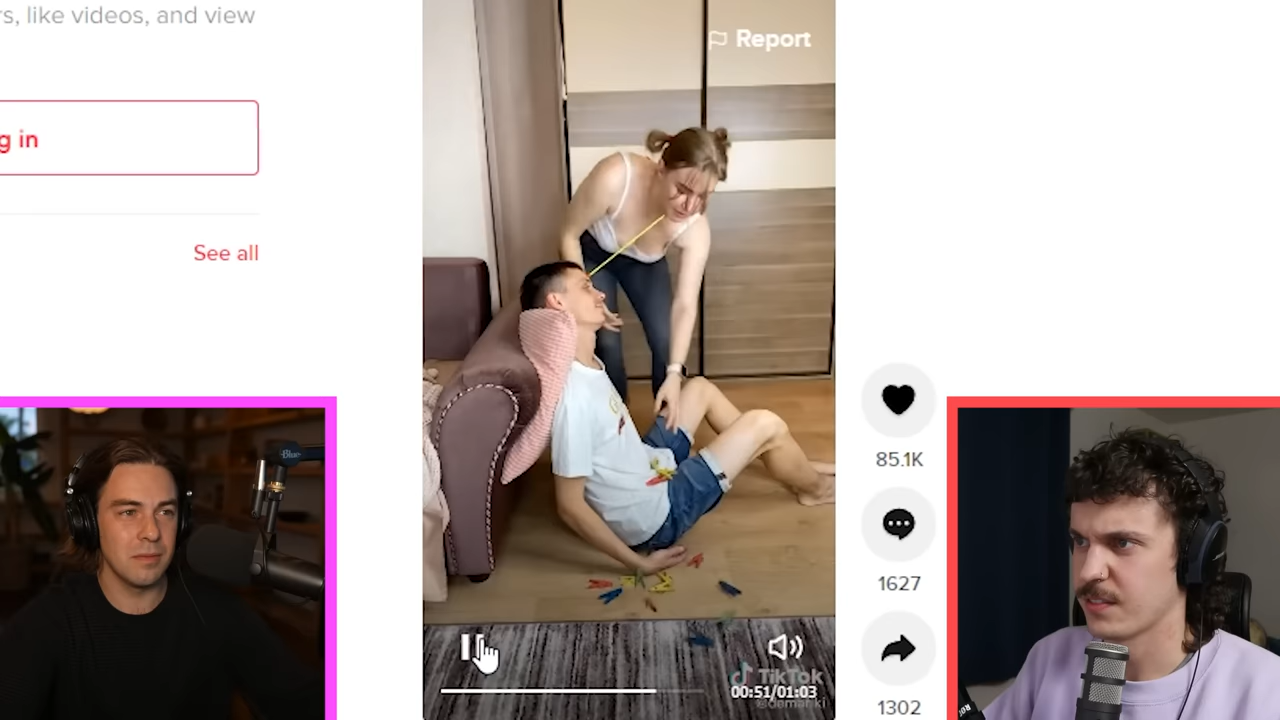 rs, like videos, and view
g in
See all
Report
85.1K
1627
1302
TikTok
00:51/01:03
Blue